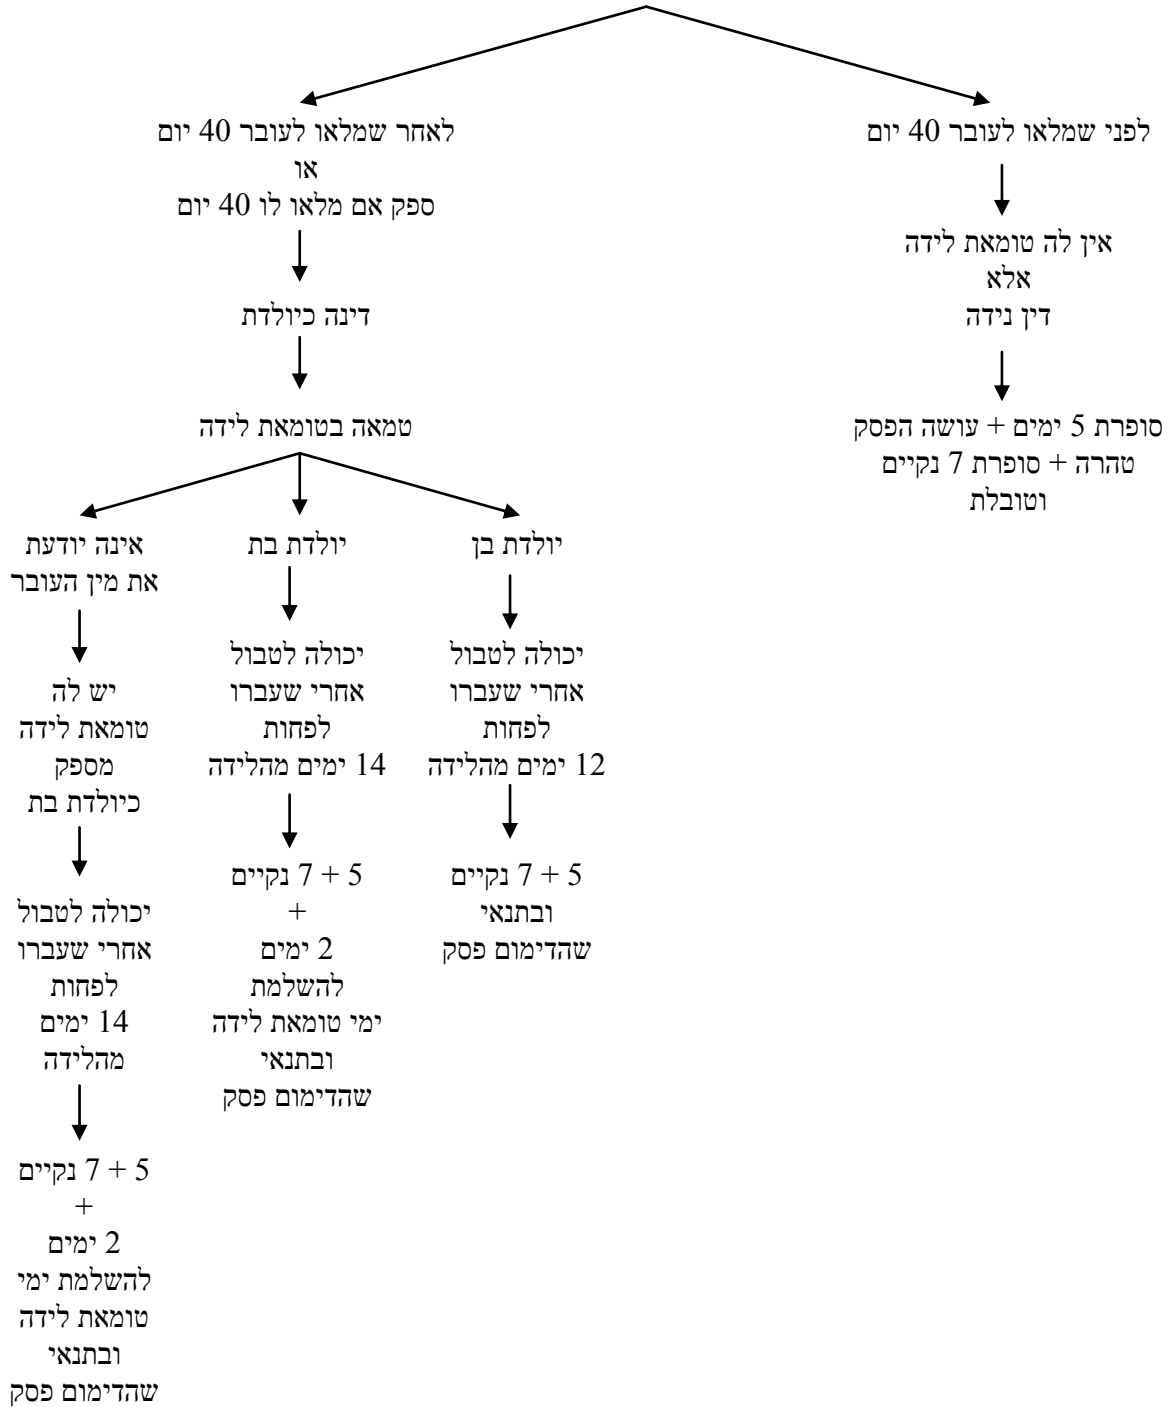 לפני שמלאו לעובר 40 יום
אין לה טומאת לידה
אלא
דין נידה
סופרת 5 ימים + עושה הפסק
טהרה + סופרת 7 נקיים
וטובלת
לאחר שמלאו לעובר 40 יום
או
ספק אם מלאו לו 40 יום
דינה כיולדת
טמאה בטומאת לידה
יולדת בן
יכולה לטבול
אחרי שעברו
לפחות
12 ימים מהלידה
5 + 7 נקיים
ובתנאי
שהדימום פסק
יולדת בת
יכולה לטבול
אחרי שעברו
לפחות
14 ימים מהלידה
5 + 7 נקיים
+
2 ימים
להשלמת
ימי טומאת לידה
ובתנאי
שהדימום פסק
אינה יודעת
את מין העובר
יש לה
טומאת לידה
מספק
כיולדת בת
יכולה לטבול
אחרי שעברו
לפחות
14 ימים
מהלידה
5 + 7 נקיים
+
2 ימים
להשלמת ימי
טומאת לידה
ובתנאי
שהדימום פסק